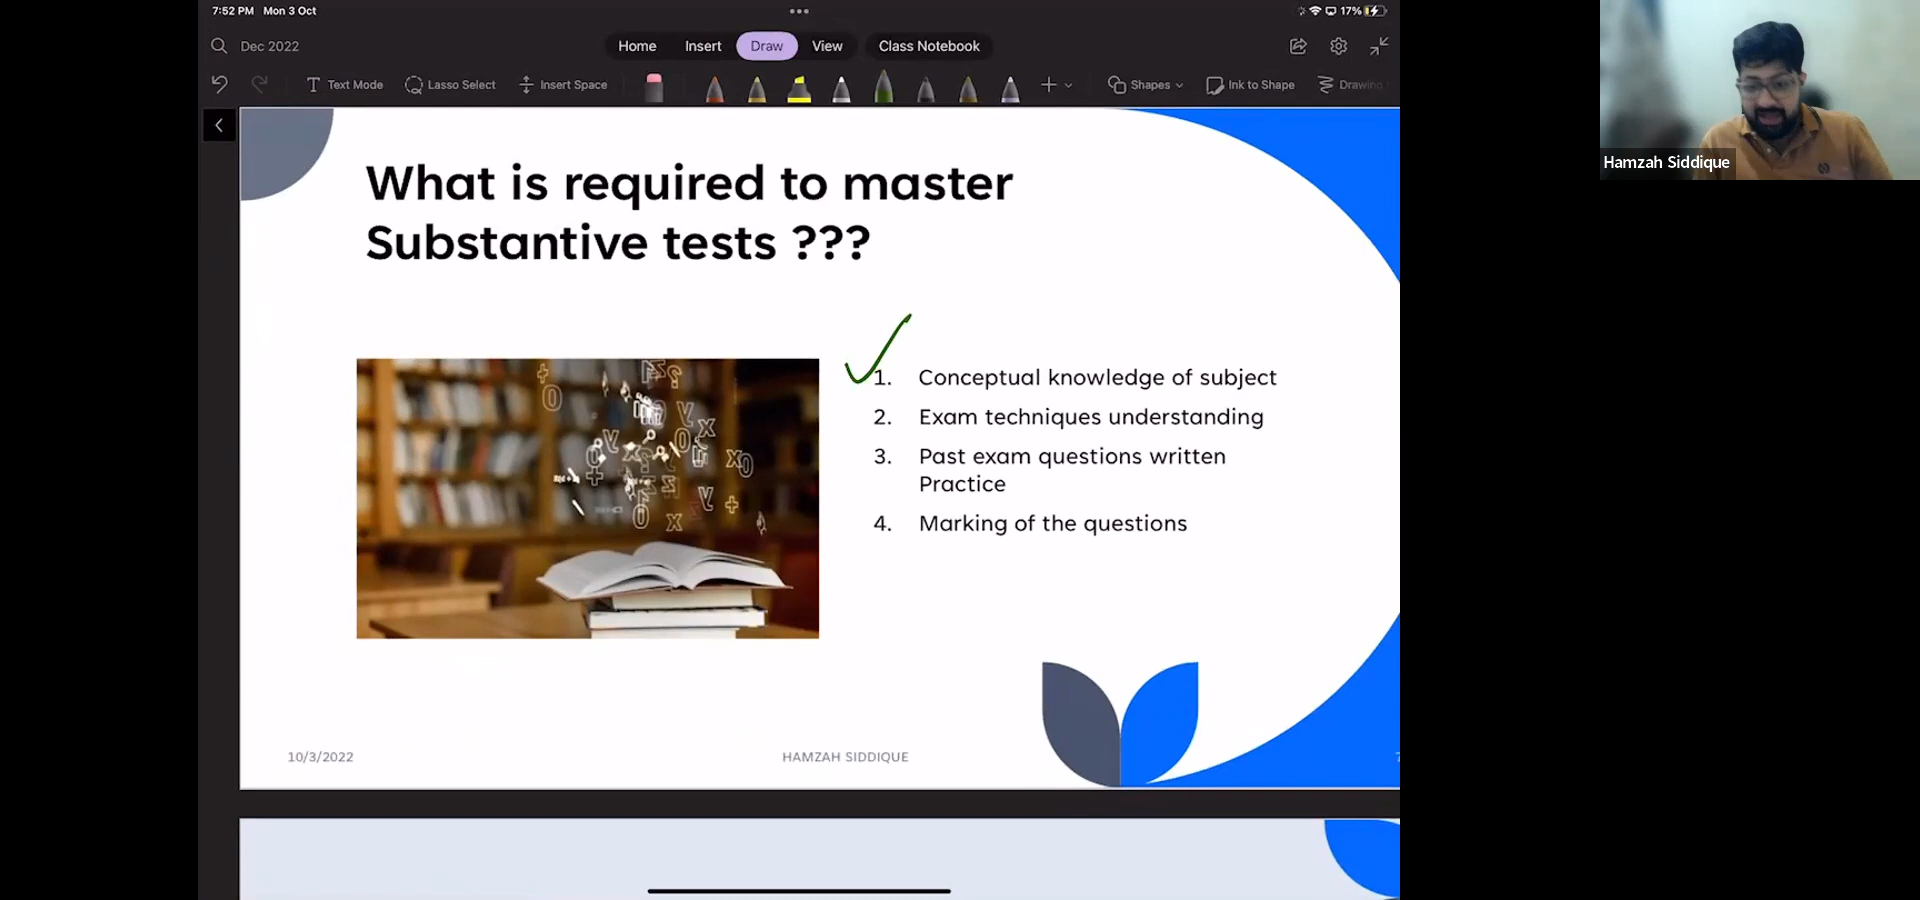 7:52 PM Mon 3 Oct
17%
Dec 2022
Home Insert Draw View Class Notebook
Text Mode Lasso Select Insert Space Shapes Ink to Shape Drawing
What is required to master
Substantive tests ???
1. Conceptual knowledge of subject
2. Exam techniques understanding
3. Past exam questions written
Practice
4. Marking of the questions
10/3/2022 HAMZAH SIDDIQUE
Hamzah Siddique